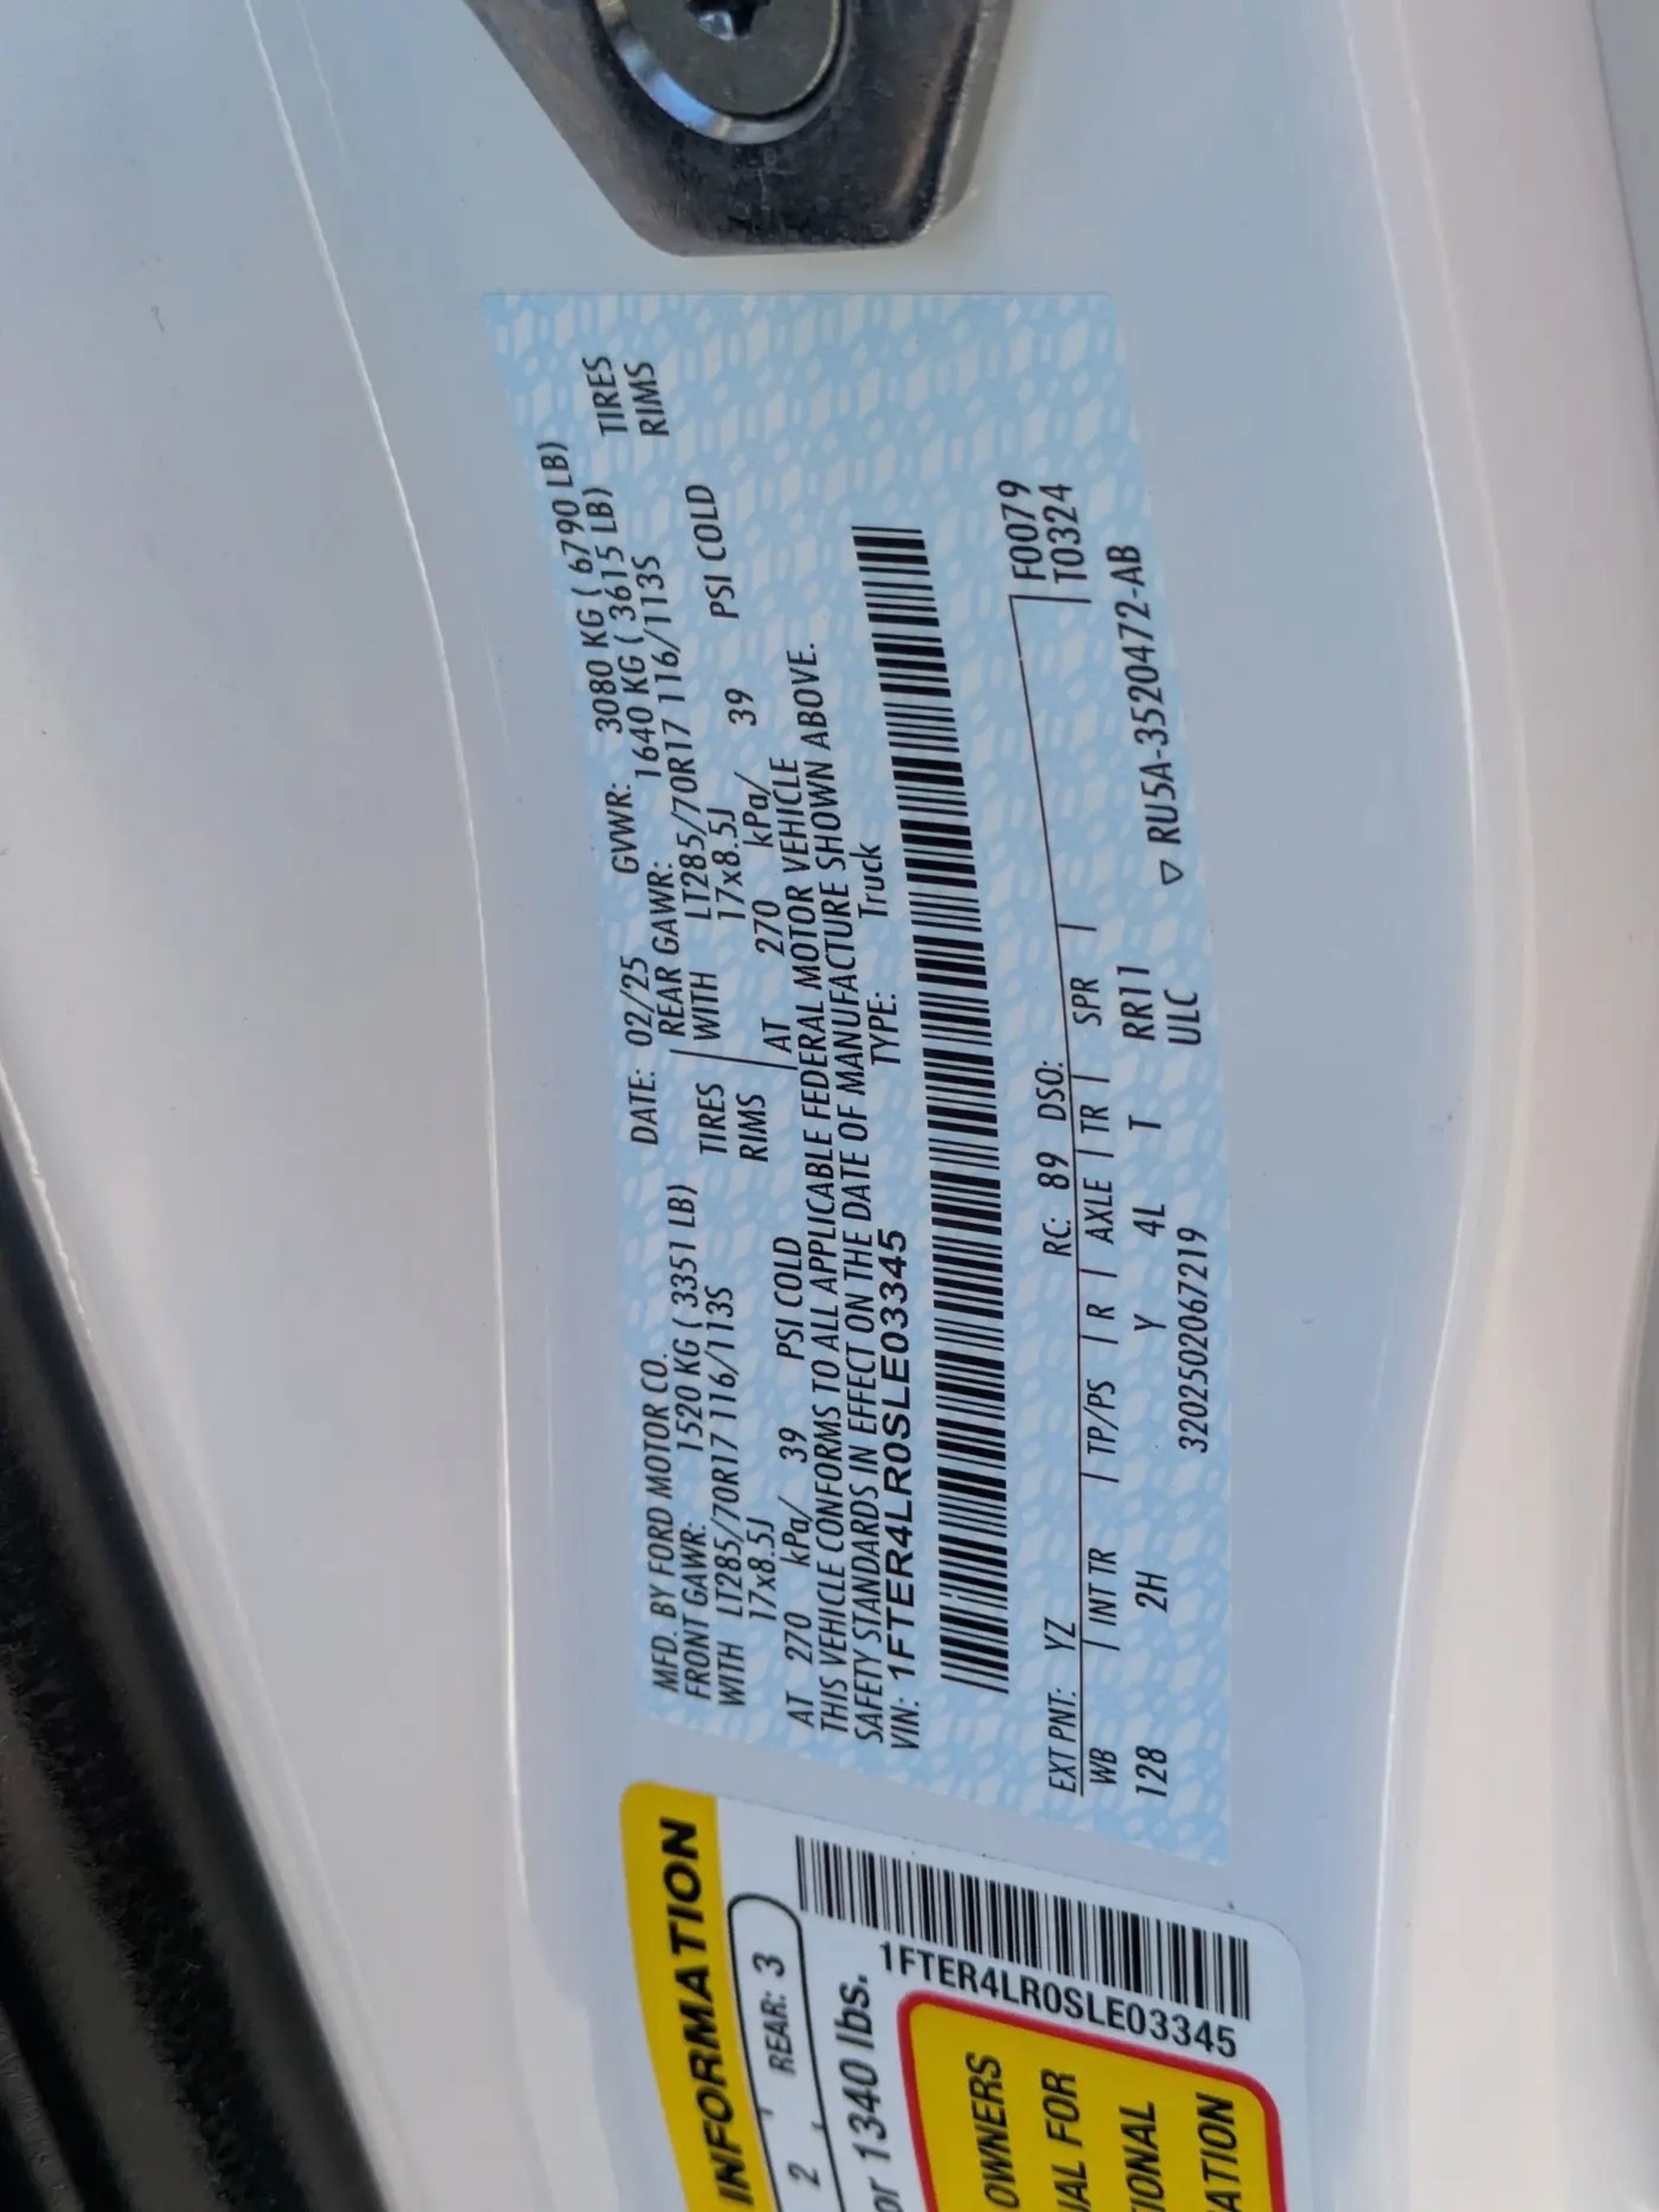 MFD. BY FORD MOTOR CO. DATE: 02/25 GVWR: 3080 KG ( 6790 LB)
FRONT GAWR: 1520 KG ( 3351 LB) REAR GAWR: 1640 KG ( 3615 LB)
WITH LT285/70R17 116/113S TIRES WITH LT285/70R17 116/113S TIRES
17x8.5J RIMS 17x8.5J RIMS
AT 270 kPa/ 39 PSI COLD AT 270 kPa/ 39 PSI COLD
THIS VEHICLE CONFORMS TO ALL APPLICABLE FEDERAL MOTOR VEHICLE
SAFETY STANDARDS IN EFFECT ON THE DATE OF MANUFACTURE SHOWN ABOVE.
VIN: 1FTER4LR0SLE03345 TYPE: Truck
EXT PNT: YZ RC: 89 DSO: F0079
WB INT TR TP/PS R AXLE TR SPR T0324
128 2H Y 4L T RR11
ULC
▽ RU5A-3520472-AB
3202502067219
INFORMATION
2 REAR: 3
or 1340 lbs.
1FTER4LR0SLE03345
OWNERS
FOR